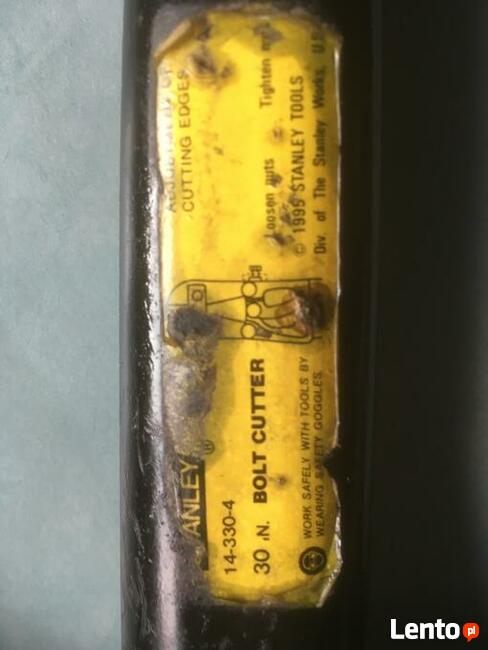 ANLEY ®
14-330-4
30 IN. BOLT CUTTER
WORK SAFELY WITH TOOLS BY
WEARING SAFETY GOGGLES
CUTTING EDGES
Loosen nuts
Tighten
© 1995 STANLEY TOOLS
Div. of The Stanley Works, U.S
Lento pl